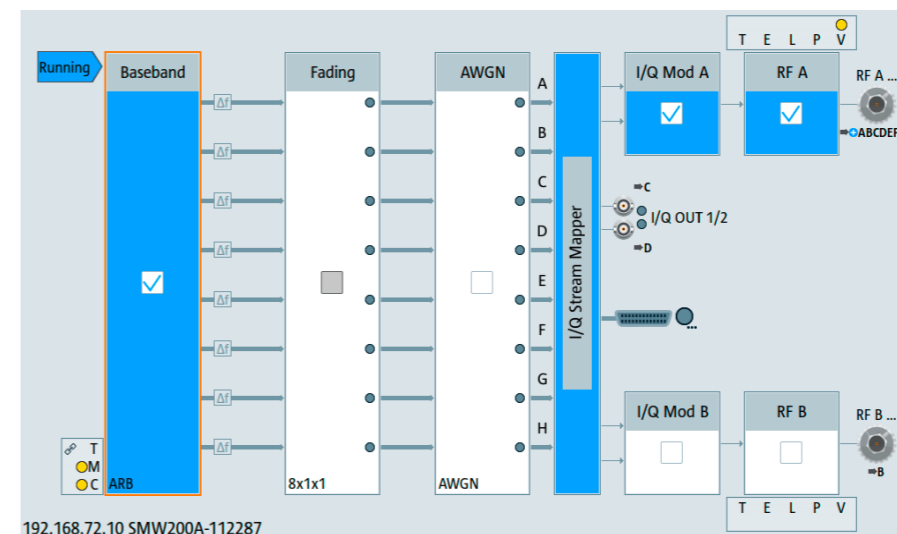 T E L P V
Running
Baseband
Fading
AWGN
I/Q Mod A
RF A
RF A ...
A
Δf
ABCDEF
B
Δf
C
Δf
C
I/Q OUT 1/2
D
Δf
D
I/Q Stream Mapper
E
Δf
...
F
Δf
G
Δf
I/Q Mod B
RF B
RF B ...
H
Δf
T
M
C
ARB
8x1x1
AWGN
B
T E L P V
192.168.72.10 SMW200A-112287